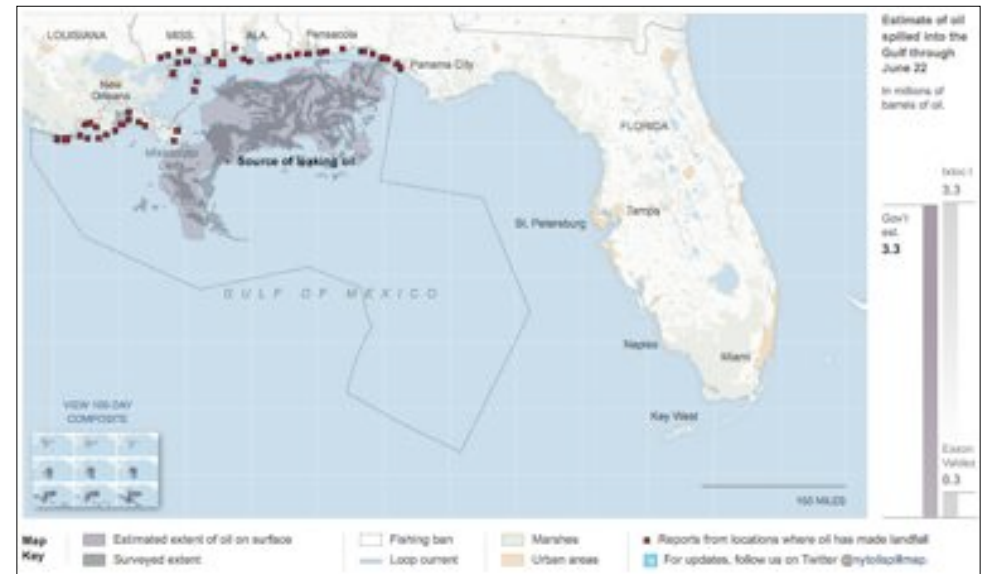 LOUISIANA
MISS.
ALA.
Pensacola
Panama City
New
Orleans
Mississippi
Source of leaking oil
FLORIDA
St. Petersburg
Tampa
GULF OF MEXICO
Naples
Miami
Key West
VIEW 100-DAY
COMPOSITE
150 MILES
Estimate of oil
spilled into the
Gulf through
June 22
In millions of
barrels of oil.
Ixtoc I
3.3
Gov't
est.
3.3
Exxon
Valdez
0.3
Map
Key
Estimated extent of oil on surface
Surveyed extent
Fishing ban
Loop current
Marshes
Urban areas
Reports from locations where oil has made landfall
For updates, follow us on Twitter @nytoilspillmap